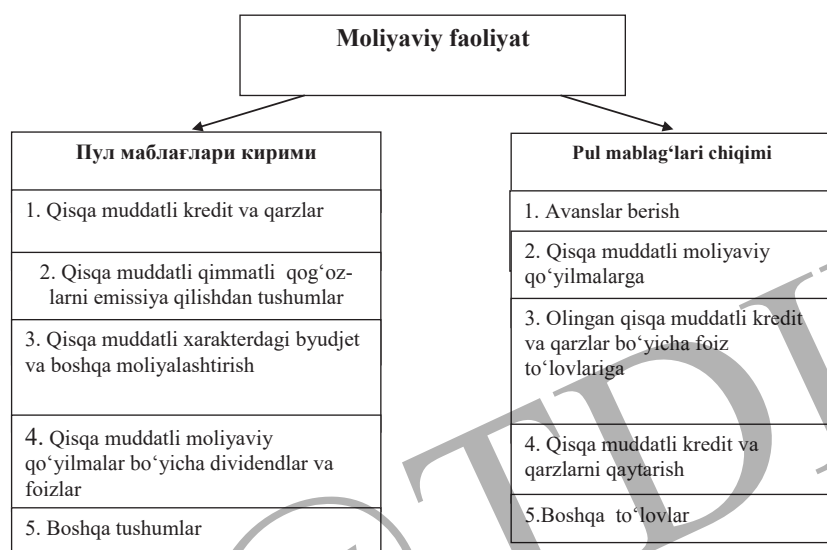 Moliyaviy faoliyat
Пул маблағлари кирими
1. Qisqa muddatli kredit va qarzlar
2. Qisqa muddatli qimmatli qog‘oz-
larni emissiya qilishdan tushumlar
3. Qisqa muddatli xarakterdagi byudjet
va boshqa moliyalashtirish
4. Qisqa muddatli moliyaviy
qo‘yilmalar bo‘yicha dividendlar va
foizlar
5. Boshqa tushumlar
Pul mablag‘lari chiqimi
1. Avanslar berish
2. Qisqa muddatli moliyaviy
qo‘yilmalarga
3. Olingan qisqa muddatli kredit
va qarzlar bo‘yicha foiz
to‘lovlariga
4. Qisqa muddatli kredit va
qarzlarni qaytarish
5.Boshqa to‘lovlar